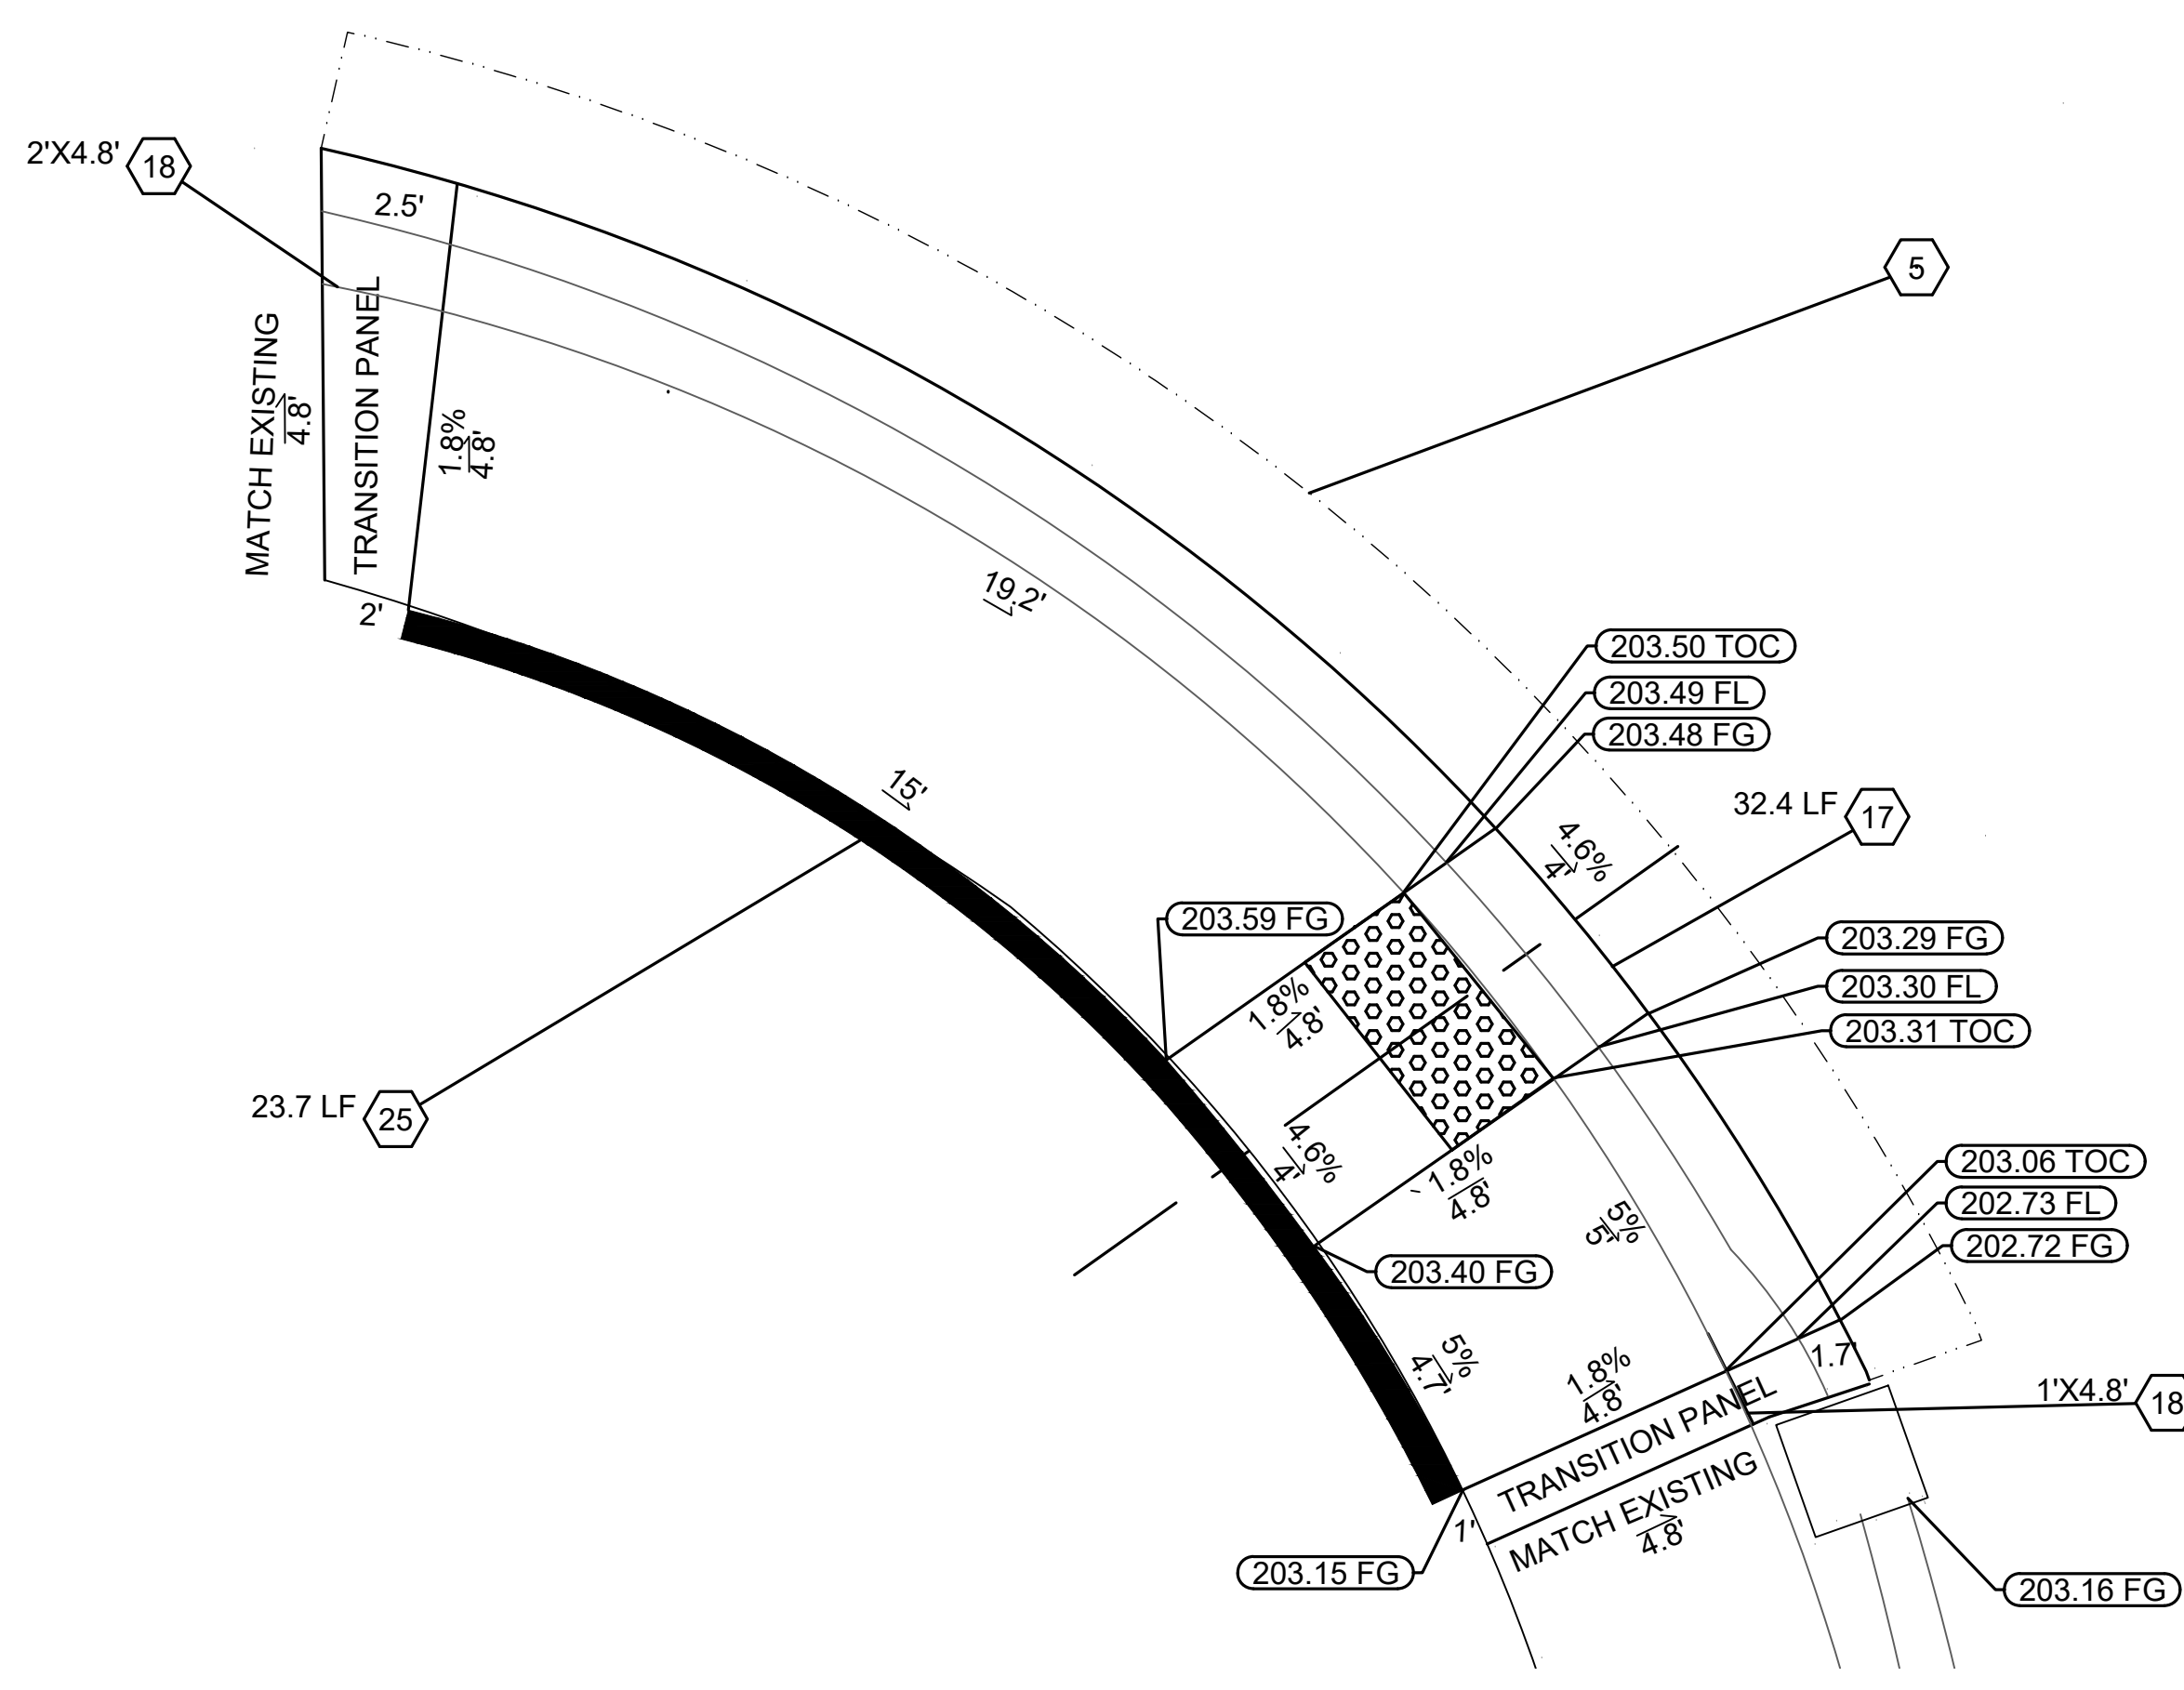 2'X4.8'
18
2.5'
5
MATCH EXISTING
4.8'
TRANSITION PANEL
1.8%
4.8'
2'
19.2'
203.50 TOC
203.49 FL
203.48 FG
15'
32.4 LF
17
4.6%
4'
203.59 FG
203.29 FG
203.30 FL
203.31 TOC
1.8%
4.8'
23.7 LF
25
4.6%
4'
1.8%
4.8'
203.06 TOC
202.73 FL
202.72 FG
5%
5'
203.40 FG
5%
4.7'
1.8%
4.8'
1.7'
1'X4.8'
18
TRANSITION PANEL
MATCH EXISTING
4.8'
1'
203.15 FG
203.16 FG